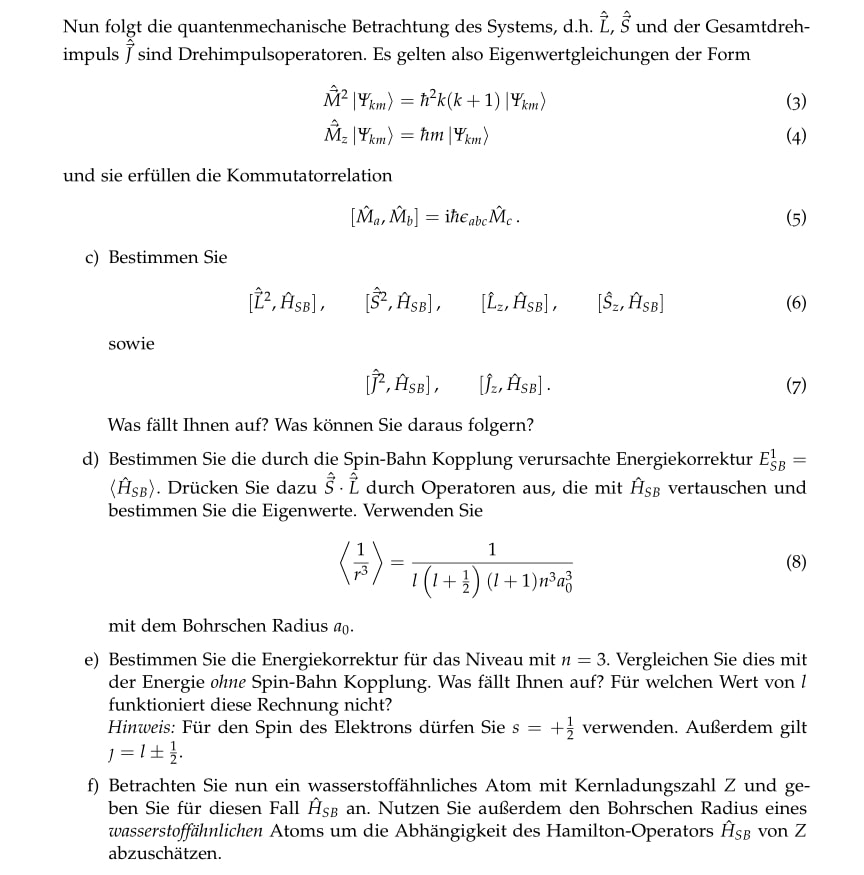 Nun folgt die quantenmechanische Betrachtung des Systems, d.h. $\hat{\vec{L}}$, $\hat{\vec{S}}$ und der Gesamtdreh-
impuls $\hat{\vec{J}}$ sind Drehimpulsoperatoren. Es gelten also Eigenwertgleichungen der Form
$\hat{\vec{M}}^2 |\Psi_{km}\rangle = \hbar^2 k(k+1) |\Psi_{km}\rangle$ (3)
$\hat{\vec{M}}_z |\Psi_{km}\rangle = \hbar m |\Psi_{km}\rangle$ (4)
und sie erfüllen die Kommutatorrelation
$[\hat{M}_a, \hat{M}_b] = \mathrm{i}\hbar\epsilon_{abc}\hat{M}_c\,.$ (5)
c) Bestimmen Sie
$[\hat{\vec{L}}^2, \hat{H}_{SB}]\,, \quad [\hat{\vec{S}}^2, \hat{H}_{SB}]\,, \quad [\hat{L}_z, \hat{H}_{SB}]\,, \quad [\hat{S}_z, \hat{H}_{SB}]$ (6)
sowie
$[\hat{\vec{J}}^2, \hat{H}_{SB}]\,, \quad [\hat{J}_z, \hat{H}_{SB}]\,.$ (7)
Was fällt Ihnen auf? Was können Sie daraus folgern?
d) Bestimmen Sie die durch die Spin-Bahn Kopplung verursachte Energiekorrektur $E^1_{SB} =$
$\langle\hat{H}_{SB}\rangle$. Drücken Sie dazu $\hat{\vec{S}} \cdot \hat{\vec{L}}$ durch Operatoren aus, die mit $\hat{H}_{SB}$ vertauschen und
bestimmen Sie die Eigenwerte. Verwenden Sie
$\left\langle \frac{1}{r^3} \right\rangle = \frac{1}{l\left(l+\frac{1}{2}\right)(l+1)n^3a_0^3}$ (8)
mit dem Bohrschen Radius $a_0$.
e) Bestimmen Sie die Energiekorrektur für das Niveau mit $n = 3$. Vergleichen Sie dies mit
der Energie ohne Spin-Bahn Kopplung. Was fällt Ihnen auf? Für welchen Wert von $l$
funktioniert diese Rechnung nicht?
Hinweis: Für den Spin des Elektrons dürfen Sie $s = +\frac{1}{2}$ verwenden. Außerdem gilt
$\jmath = l \pm \frac{1}{2}$.
f) Betrachten Sie nun ein wasserstoffähnliches Atom mit Kernladungszahl $Z$ und ge-
ben Sie für diesen Fall $\hat{H}_{SB}$ an. Nutzen Sie außerdem den Bohrschen Radius eines
wasserstoffähnlichen Atoms um die Abhängigkeit des Hamilton-Operators $\hat{H}_{SB}$ von $Z$
abzuschätzen.